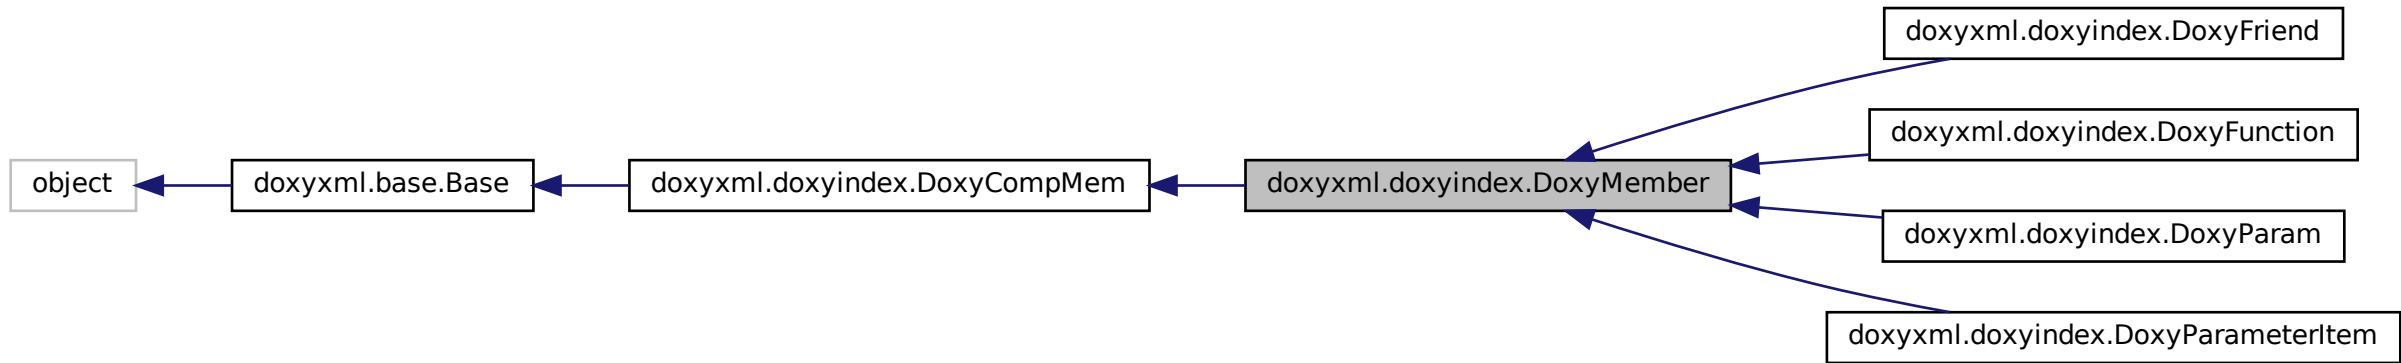 doxyxml.doxyindex.DoxyFriend
doxyxml.doxyindex.DoxyFunction
object
doxyxml.base.Base
doxyxml.doxyindex.DoxyCompMem
doxyxml.doxyindex.DoxyMember
doxyxml.doxyindex.DoxyParam
doxyxml.doxyindex.DoxyParameterItem